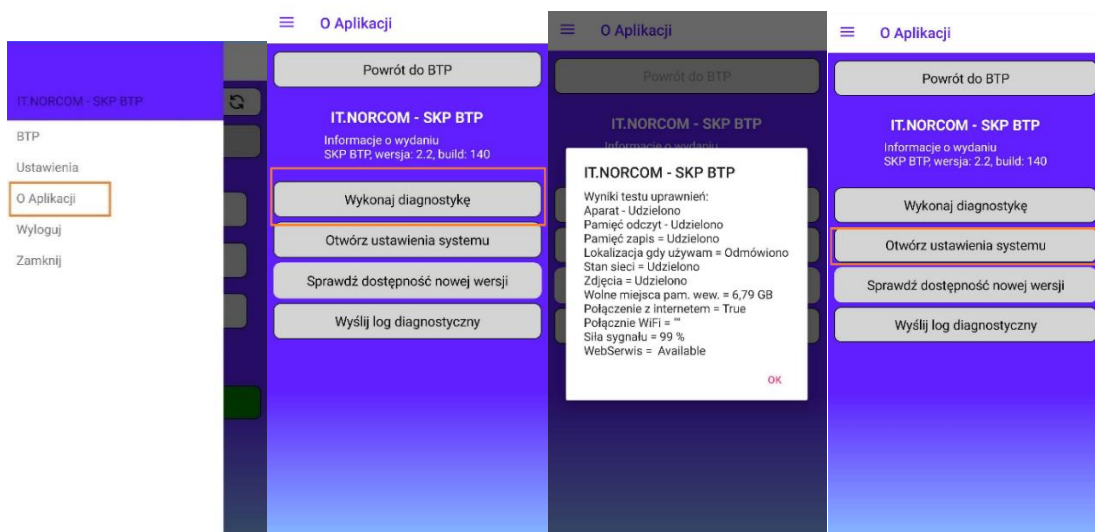 IT.NORCOM - SKP BTP
BTP
Ustawienia
O Aplikacji
Wyloguj
Zamknij
O Aplikacji
Powrót do BTP
IT.NORCOM - SKP BTP
Informacje o wydaniu
SKP BTP, wersja: 2.2, build: 140
Wykonaj diagnostykę
Otwórz ustawienia systemu
Sprawdź dostępność nowej wersji
Wyślij log diagnostyczny
O Aplikacji
Powrót do BTP
IT.NORCOM - SKP BTP
Informacje o wydaniu
IT.NORCOM - SKP BTP
Wyniki testu uprawnień:
Aparat - Udzielono
Pamięć odczyt - Udzielono
Pamięć zapis = Udzielono
Lokalizacja gdy używam = Odmówiono
Stan sieci = Udzielono
Zdjęcia = Udzielono
Wolne miejsca pam. wew. = 6,79 GB
Połączenie z internetem = True
Połącznie WiFi = ""
Siła sygnału = 99 %
WebSerwis = Available
OK
O Aplikacji
Powrót do BTP
IT.NORCOM - SKP BTP
Informacje o wydaniu
SKP BTP, wersja: 2.2, build: 140
Wykonaj diagnostykę
Otwórz ustawienia systemu
Sprawdź dostępność nowej wersji
Wyślij log diagnostyczny